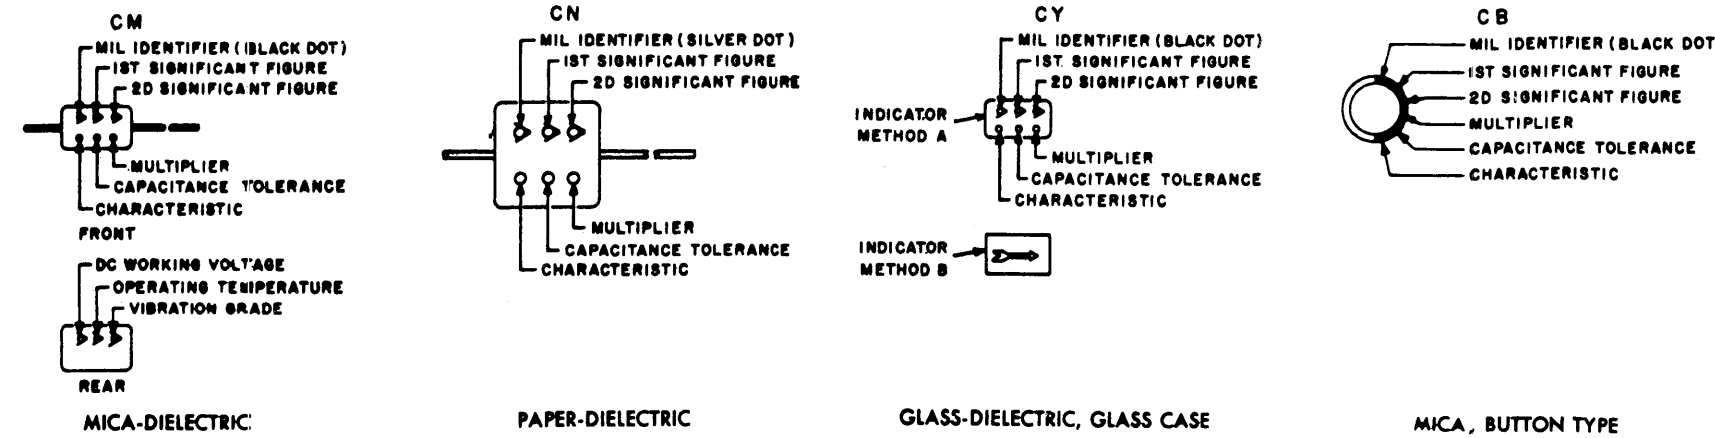 CM
MIL IDENTIFIER (BLACK DOT)
1ST SIGNIFICANT FIGURE
2D SIGNIFICANT FIGURE
MULTIPLIER
CAPACITANCE TOLERANCE
CHARACTERISTIC
FRONT
DC WORKING VOLTAGE
OPERATING TEMPERATURE
VIBRATION GRADE
REAR
MICA-DIELECTRIC
CN
MIL IDENTIFIER (SILVER DOT)
1ST SIGNIFICANT FIGURE
2D SIGNIFICANT FIGURE
MULTIPLIER
CAPACITANCE TOLERANCE
CHARACTERISTIC
PAPER-DIELECTRIC
CY
MIL IDENTIFIER (BLACK DOT)
1ST SIGNIFICANT FIGURE
2D SIGNIFICANT FIGURE
INDICATOR
METHOD A
MULTIPLIER
CAPACITANCE TOLERANCE
CHARACTERISTIC
INDICATOR
METHOD B
GLASS-DIELECTRIC, GLASS CASE
CB
MIL IDENTIFIER (BLACK DOT
1ST SIGNIFICANT FIGURE
2D SIGNIFICANT FIGURE
MULTIPLIER
CAPACITANCE TOLERANCE
CHARACTERISTIC
MICA, BUTTON TYPE